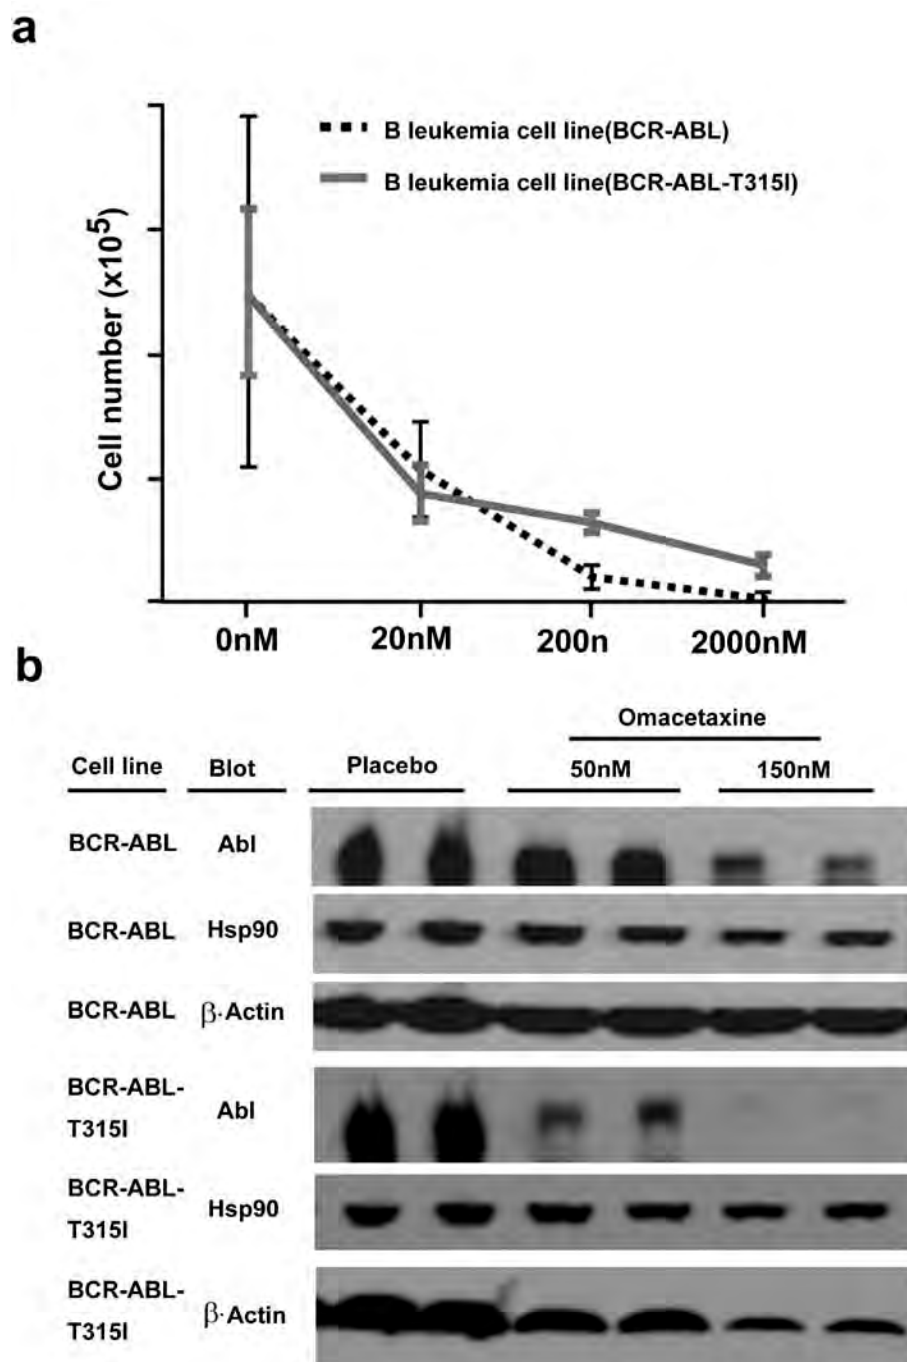 a
B leukemia cell line(BCR-ABL)
B leukemia cell line(BCR-ABL-T315I)
Cell number (x10⁵)
0nM 20nM 200n 2000nM
b
Omacetaxine
Cell line Blot Placebo 50nM 150nM
BCR-ABL Abl
BCR-ABL Hsp90
BCR-ABL β·Actin
BCR-ABL-
T315I Abl
BCR-ABL-
T315I Hsp90
BCR-ABL-
T315I β·Actin